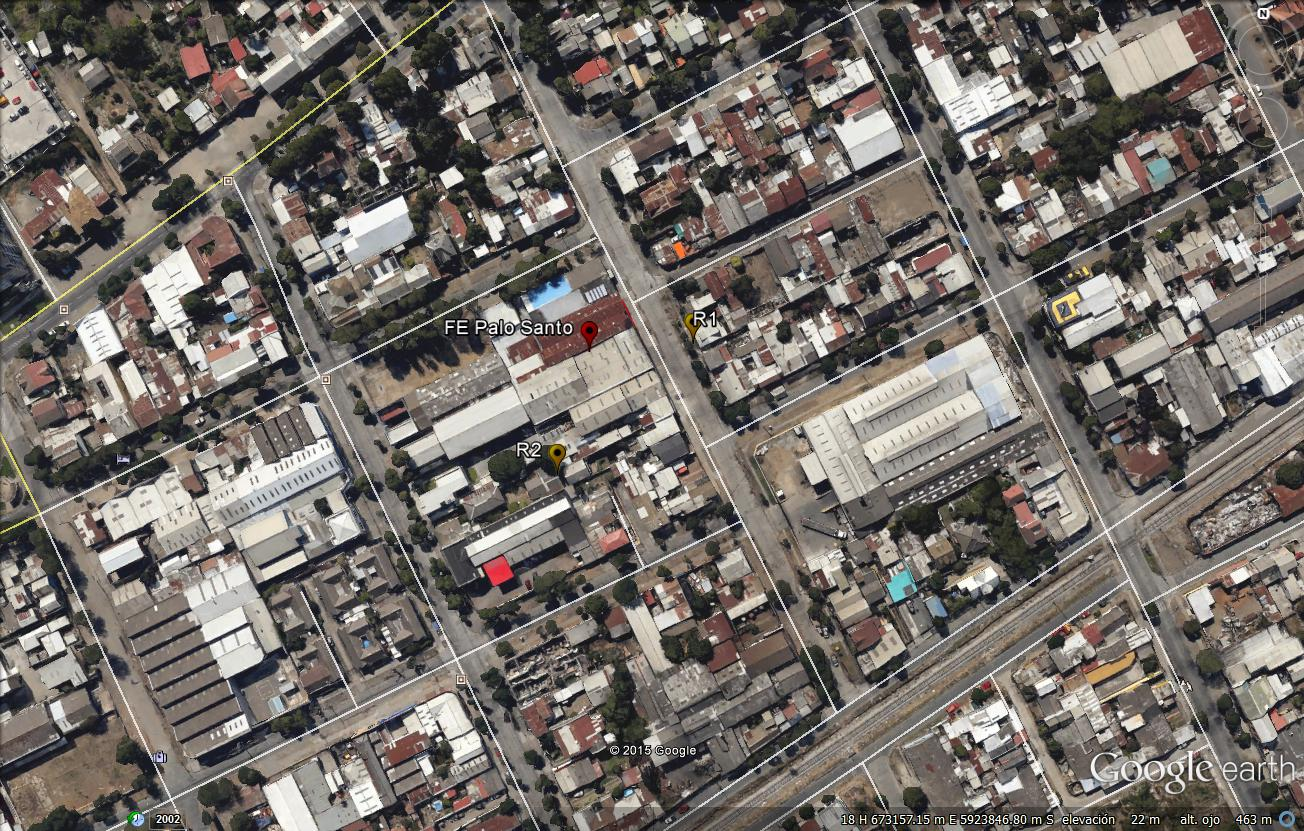 N
FE Palo Santo
R1
R2
© 2015 Google
Google earth
2002
18 H 673157.15 m E 5923846.80 m S elevación 22 m alt. ojo 463 m